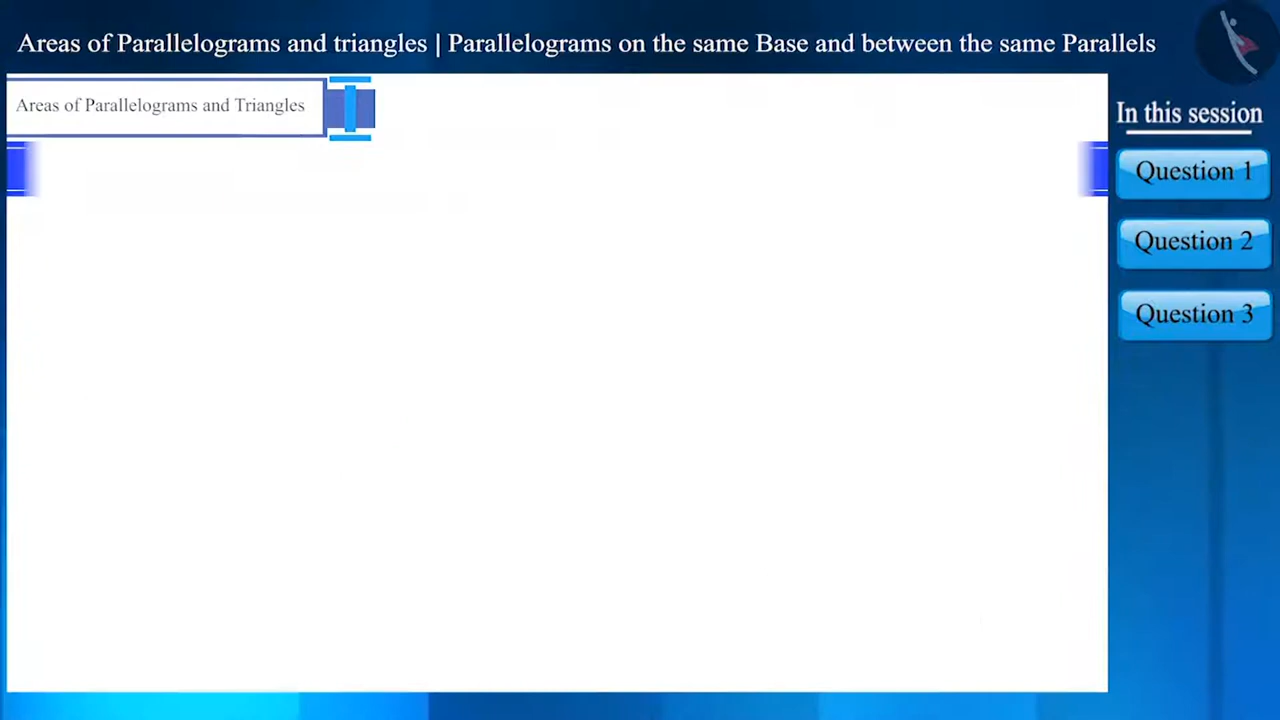 Areas of Parallelograms and triangles | Parallelograms on the same Base and between the same Parallels
Areas of Parallelograms and Triangles
In this session
Question 1
Question 2
Question 3